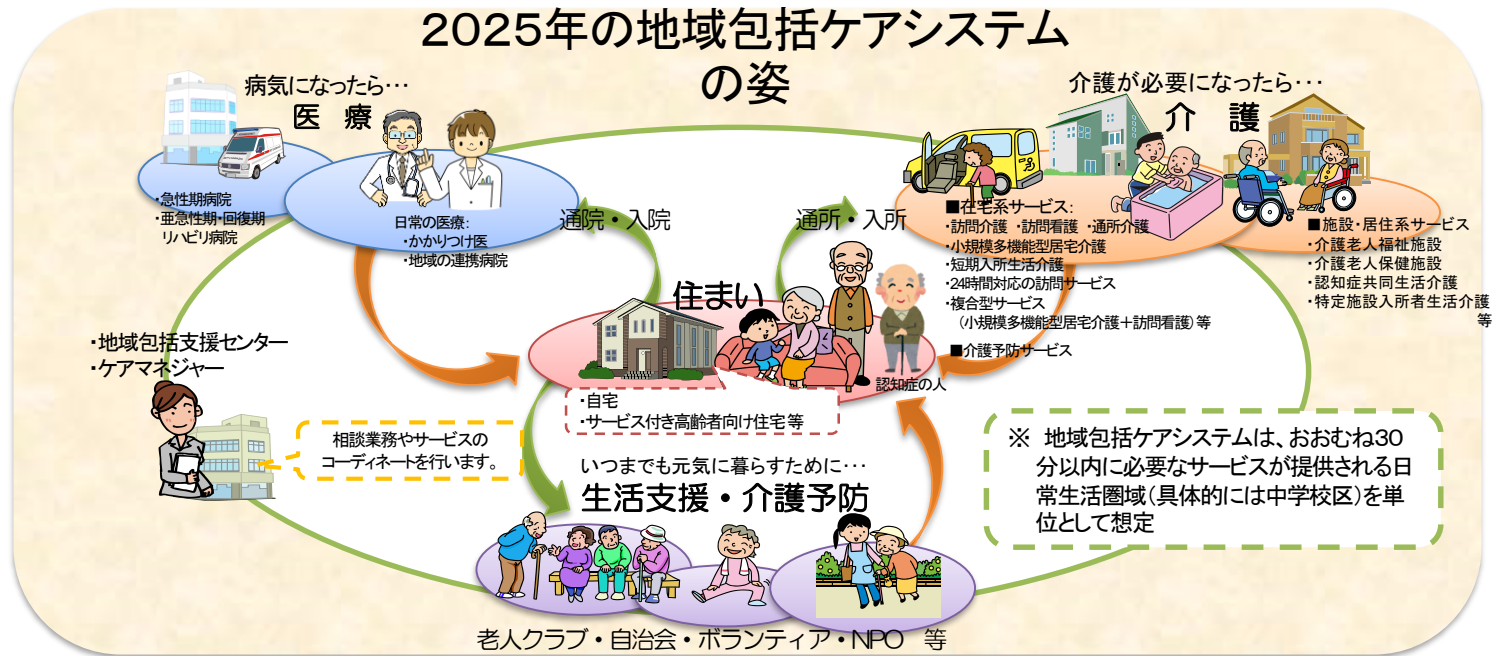 2025年の地域包括ケアシステム
の姿
病気になったら…
医　療
・急性期病院
・亜急性期・回復期
リハビリ病院
日常の医療:
・かかりつけ医
・地域の連携病院
通院・入院
通所・入所
介護が必要になったら･･･
介　護
■在宅系サービス:
・訪問介護 ・訪問看護 ・通所介護
・小規模多機能型居宅介護
・短期入所生活介護
・24時間対応の訪問サービス
・複合型サービス
（小規模多機能型居宅介護＋訪問看護）等
■介護予防サービス
■施設・居住系サービス
・介護老人福祉施設
・介護老人保健施設
・認知症共同生活介護
・特定施設入所者生活介護
等
住まい
認知症の人
・自宅
・サービス付き高齢者向け住宅等
・地域包括支援センター
・ケアマネジャー
相談業務やサービスの
コーディネートを行います。
いつまでも元気に暮らすために･･･
生活支援・介護予防
老人クラブ・自治会・ボランティア・NPO　等
※　地域包括ケアシステムは、おおむね30
分以内に必要なサービスが提供される日
常生活圏域（具体的には中学校区）を単
位として想定